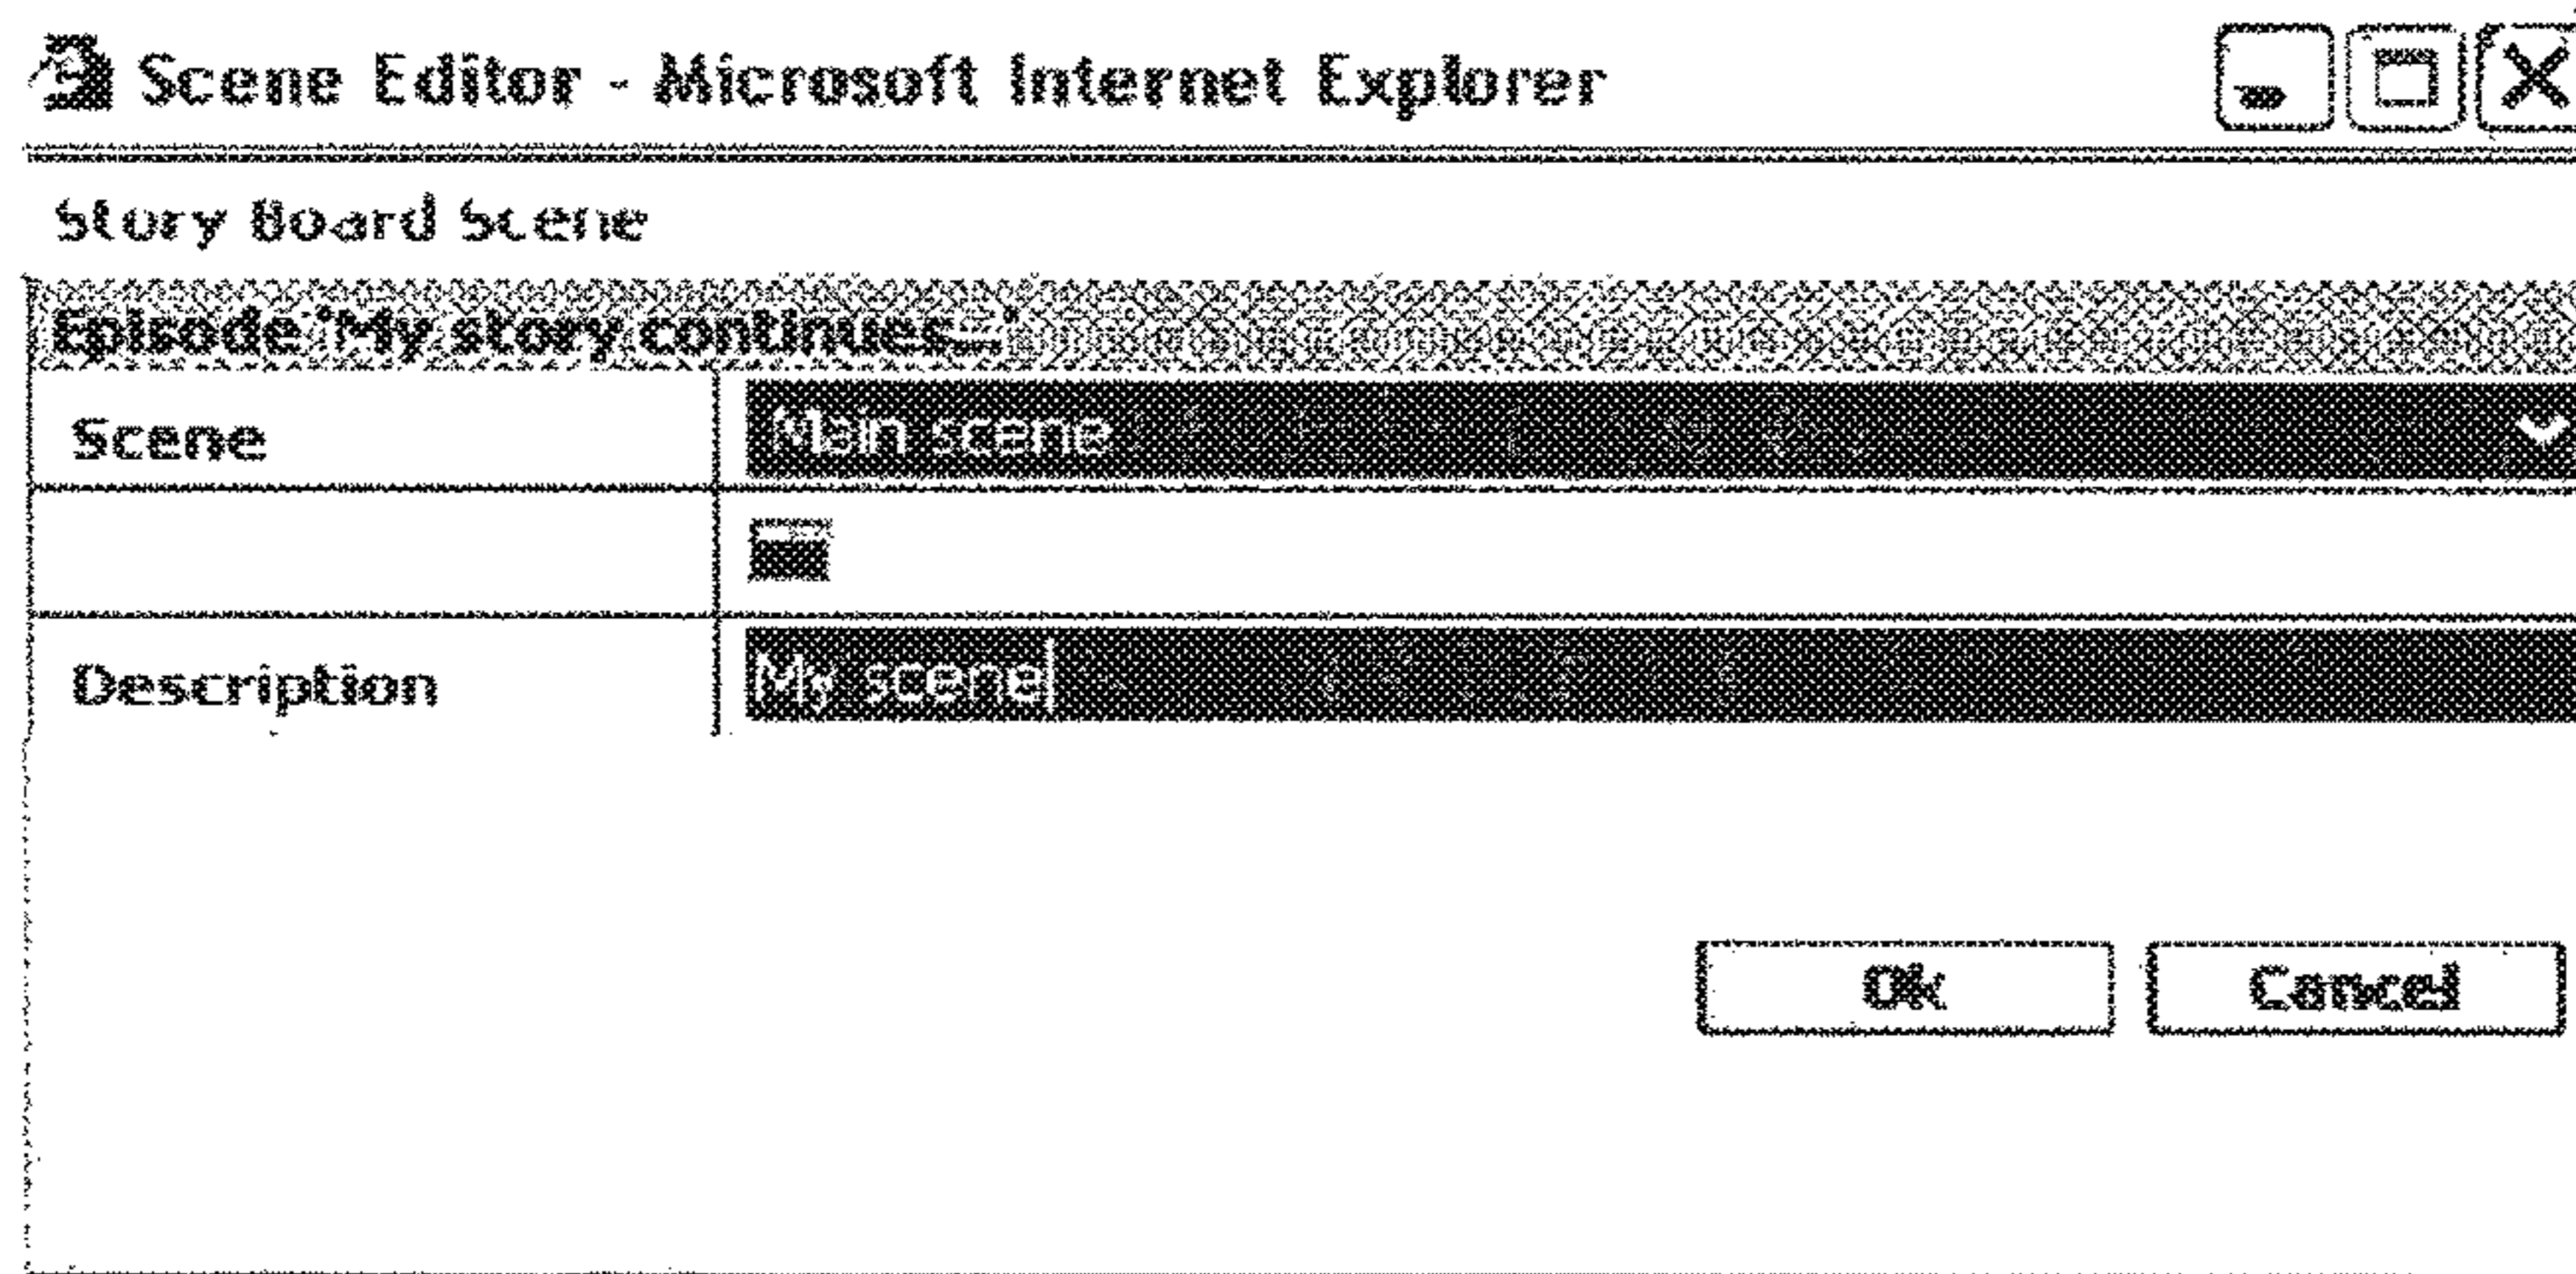 Scene Editor - Microsoft Internet Explorer
Story Board Scene
Episode 'My story continues...'
Scene Main scene
Description My scene
Ok Cancel